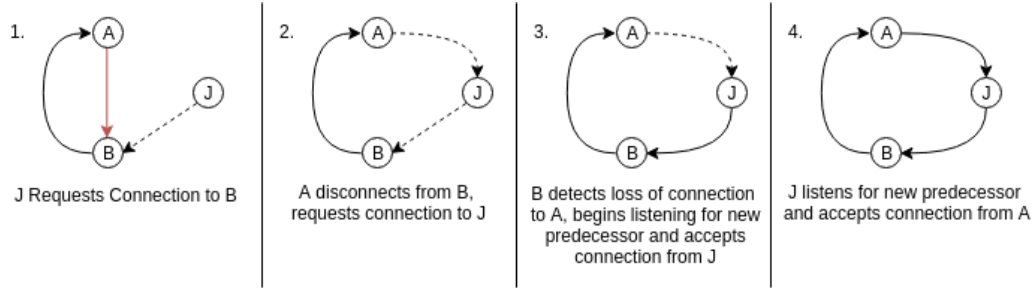 1.
A
J
B
J Requests Connection to B
2.
A
J
B
A disconnects from B,
requests connection to J
3.
A
J
B
B detects loss of connection
to A, begins listening for new
predecessor and accepts
connection from J
4.
A
J
B
J listens for new predecessor
and accepts connection from A